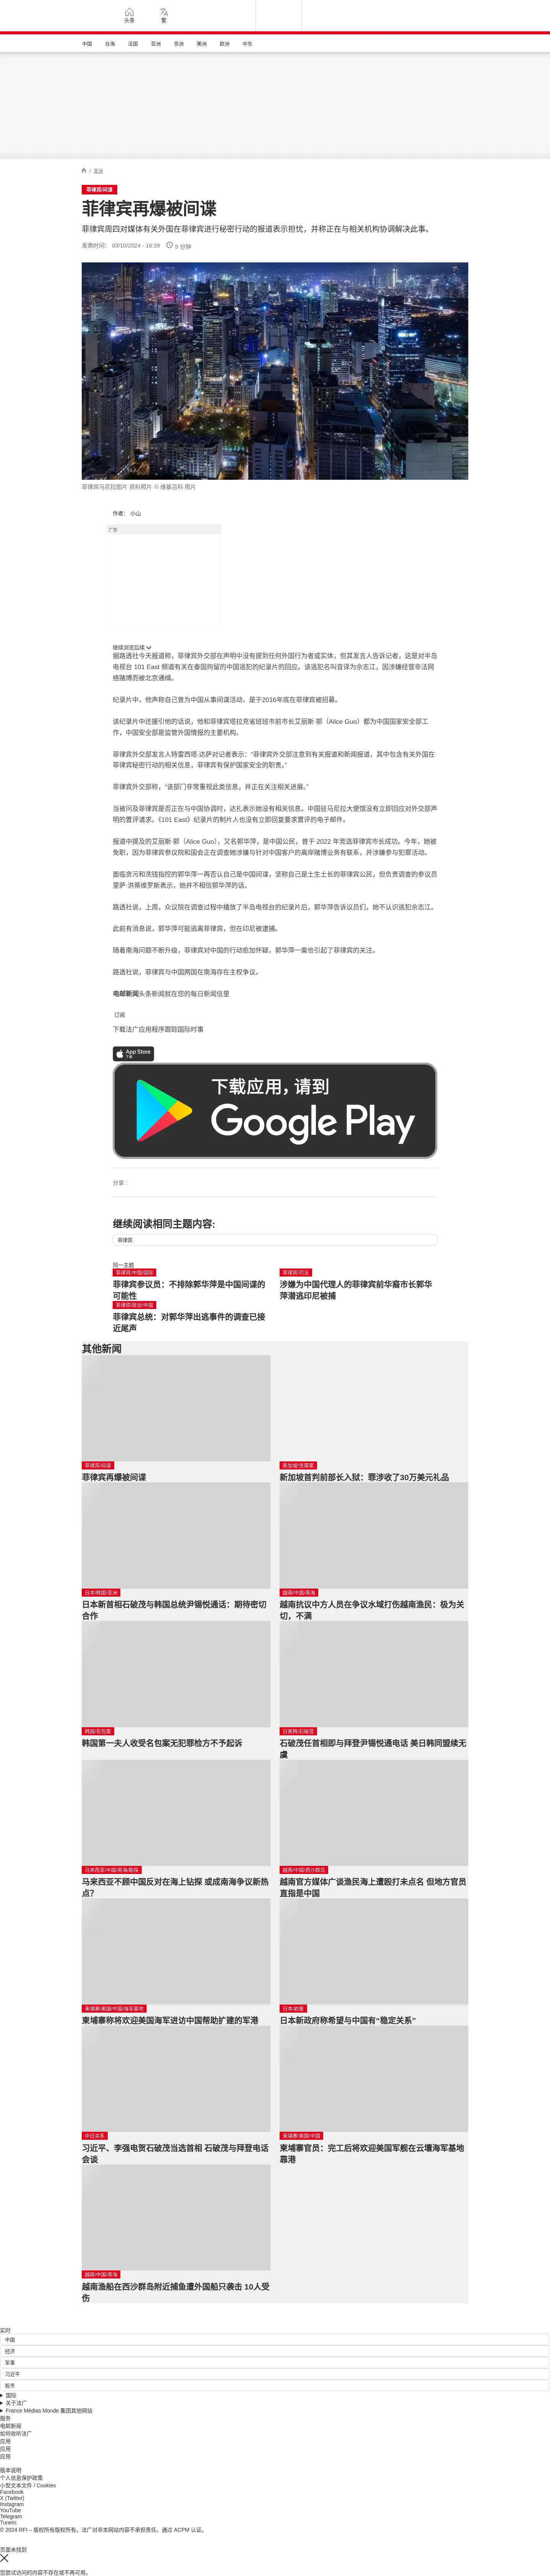 头条
繁
中国 台海 法国 亚洲 非洲 美洲 欧洲 中东
/ 亚洲
菲律宾/间谍
菲律宾再爆被间谍
菲律宾周四对媒体有关外国在菲律宾进行秘密行动的报道表示担忧，并称正在与相关机构协调解决此事。
发表时间： 03/10/2024 - 16:28 5 分钟
菲律宾马尼拉图片 资料照片 © 维基百科 照片
作者： 小山
广告
继续浏览后续
据路透社今天报道称，菲律宾外交部在声明中没有提到任何外国行为者或实体，但其发言人告诉记者，这是对半岛
电视台 101 East 频道有关在泰国拘留的中国逃犯的纪录片的回应。该逃犯名叫音译为佘志江，因涉嫌经营非法网
络赌博而被北京通缉。
纪录片中，他声称自己曾为中国从事间谍活动，是于2016年底在菲律宾被招募。
该纪录片中还援引他的话说，他和菲律宾塔拉克省班班市前市长艾丽斯·郭（Alice Guo）都为中国国家安全部工
作，中国安全部是监管外国情报的主要机构。
菲律宾外交部发言人特雷西塔·达萨对记者表示：“菲律宾外交部注意到有关报道和新闻报道，其中包含有关外国在
菲律宾秘密行动的相关信息，菲律宾有保护国家安全的职责。”
菲律宾外交部称，“该部门非常重视此类信息，并正在关注相关进展。”
当被问及菲律宾是否正在与中国协调时，达扎表示她没有相关信息。中国驻马尼拉大使馆没有立即回应对外交部声
明的置评请求。《101 East》纪录片的制片人也没有立即回复要求置评的电子邮件。
报道中提及的艾丽斯·郭（Alice Guo），又名郭华萍，是中国公民，曾于 2022 年竞选菲律宾市长成功。今年，她被
免职，因为菲律宾参议院和国会正在调查她涉嫌与针对中国客户的离岸赌博业务有联系，并涉嫌参与犯罪活动。
面临贪污和洗钱指控的郭华萍一再否认自己是中国间谍，坚称自己是土生土长的菲律宾公民，但负责调查的参议员
里萨·洪蒂维罗斯表示，她并不相信郭华萍的话。
路透社说，上周，众议院在调查过程中播放了半岛电视台的纪录片后，郭华萍告诉议员们，她不认识逃犯佘志江。
此前有消息说，郭华萍可能逃离菲律宾，但在印尼被逮捕。
随着南海问题不断升级，菲律宾对中国的行动愈加怀疑，郭华萍一案也引起了菲律宾的关注。
路透社说，菲律宾与中国两国在南海存在主权争议。
电邮新闻头条新闻就在您的每日新闻信里
订阅
下载法广应用程序跟踪国际时事
App Store
下载
下载应用，请到
Google Play
分享 :
继续阅读相同主题内容:
菲律宾
同一主题
菲律宾/中国/国际
菲律宾参议员：不排除郭华萍是中国间谍的
可能性
菲律宾/司法
涉嫌为中国代理人的菲律宾前华裔市长郭华
萍潜逃印尼被捕
菲律宾/政治/中国
菲律宾总统：对郭华萍出逃事件的调查已接
近尾声
其他新闻
菲律宾/间谍
菲律宾再爆被间谍
新加坡/贪腐案
新加坡首判前部长入狱：罪涉收了30万美元礼品
日本/韩国/亚洲
日本新首相石破茂与韩国总统尹锡悦通话：期待密切
合作
越南/中国/南海
越南抗议中方人员在争议水域打伤越南渔民：极为关
切，不满
韩国/名包案
韩国第一夫人收受名包案无犯罪检方不予起诉
日美韩/石破茂
石破茂任首相即与拜登尹锡悦通电话 美日韩同盟续无
虞
马来西亚/中国/南海/勘探
马来西亚不顾中国反对在海上钻探 或成南海争议新热
点？
越南/中国/西沙群岛
越南官方媒体广谈渔民海上遭殴打未点名 但地方官员
直指是中国
柬埔寨/美国/中国/海军基地
柬埔寨称将欢迎美国海军进访中国帮助扩建的军港
日本/岩屋
日本新政府称希望与中国有“稳定关系”
中日关系
习近平、李强电贺石破茂当选首相 石破茂与拜登电话
会谈
柬埔寨/美国/中国
柬埔寨官员：完工后将欢迎美国军舰在云壤海军基地
靠港
越南/中国/南海
越南渔船在西沙群岛附近捕鱼遭外国船只袭击 10人受
伤
实时
中国
经济
军事
习近平
股市
国际
关于法广
France Médias Monde 集团其他网站
服务
电邮新闻
如何收听法广
应用
应用
应用
版本说明
个人信息保护政策
小型文本文件 / Cookies
Facebook
X (Twitter)
Instagram
YouTube
Telegram
TuneIn
© 2024 RFI – 版权所有版权所有。法广对非本网站内容不承担责任。通过 ACPM 认证。
页面未找到
您尝试访问的内容不存在或不再可用。